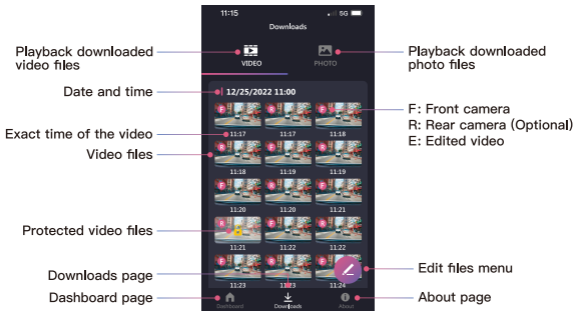 11:15
5G
Downloads
Playback downloaded
video files
VIDEO
PHOTO
Playback downloaded
photo files
Date and time
12/25/2022 11:00
F: Front camera
R: Rear camera (Optional)
E: Edited video
Exact time of the video
F
F
F
11:17
11:17
11:18
Video files
R
R
R
11:18
11:19
11:19
11:20
11:20
11:21
Protected video files
R
11:21
11:22
11:22
Downloads page
Edit files menu
11:23
11:23
11:24
Dashboard page
Dashboard
Downloads
About
About page